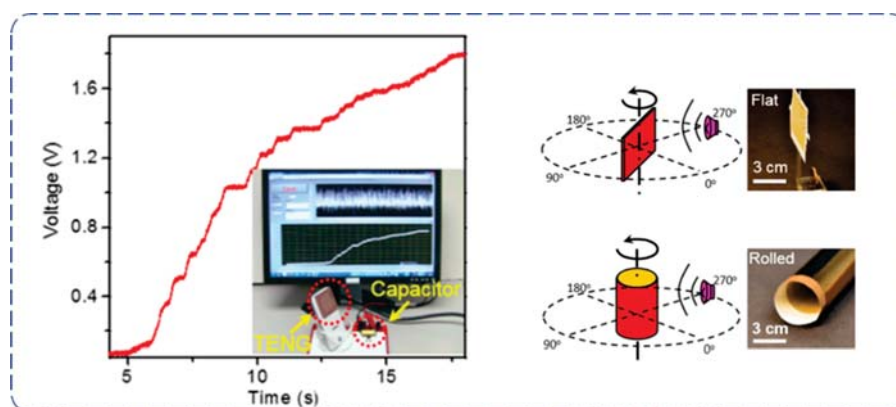 Voltage (V)
1.6
1.2
0.8
0.4
5
10
15
Time (s)
TENG
Capacitor
180°
270°
90°
0°
Flat
3 cm
180°
270°
90°
0°
Rolled
3 cm